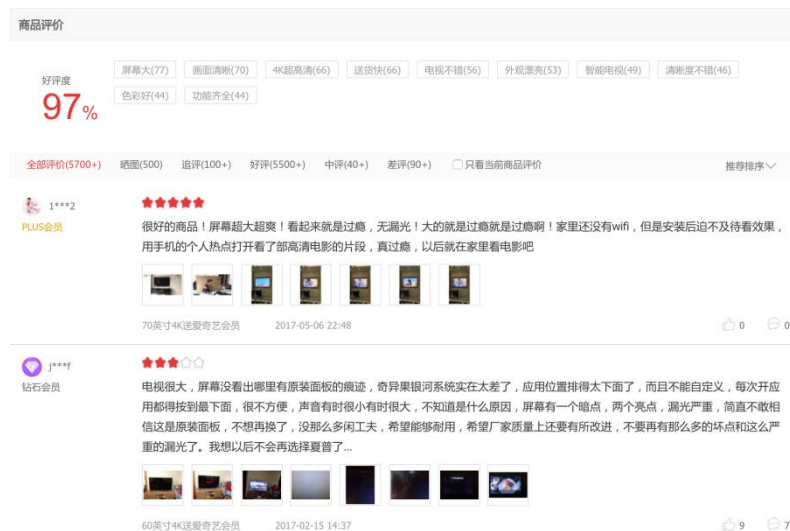 商品评价
好评度
97%
屏幕大(77) 画面清晰(70) 4K超高清(66) 送货快(66) 电视不错(56) 外观漂亮(53) 智能电视(49) 清晰度不错(46)
色彩好(44) 功能齐全(44)
全部评价(5700+) 晒图(500) 追评(100+) 好评(5500+) 中评(40+) 差评(90+) 只看当前商品评价 推荐排序
1***2
PLUS会员
很好的商品！屏幕超大超爽！看起来就是过瘾，无漏光！大的就是过瘾就是过瘾啊！家里还没有wifi，但是安装后迫不及待看效果，
用手机的个人热点打开看了部高清电影的片段，真过瘾，以后就在家里看电影吧
70英寸4K送爱奇艺会员 2017-05-06 22:48 0 0
j***f
钻石会员
电视很大，屏幕没看出哪里有原装面板的痕迹，奇异果银河系统实在太差了，应用位置排得太下面了，而且不能自定义，每次开应
用都得按到最下面，很不方便，声音有时很小有时很大，不知道是什么原因，屏幕有一个暗点，两个亮点，漏光严重，简直不敢相
信这是原装面板，不想再换了，没那么多闲工夫，希望能够耐用，希望厂家质量上还要有所改进，不要再有那么多的坏点和这么严
重的漏光了。我想以后不会再选择夏普了...
60英寸4K送爱奇艺会员 2017-02-15 14:37 9 7